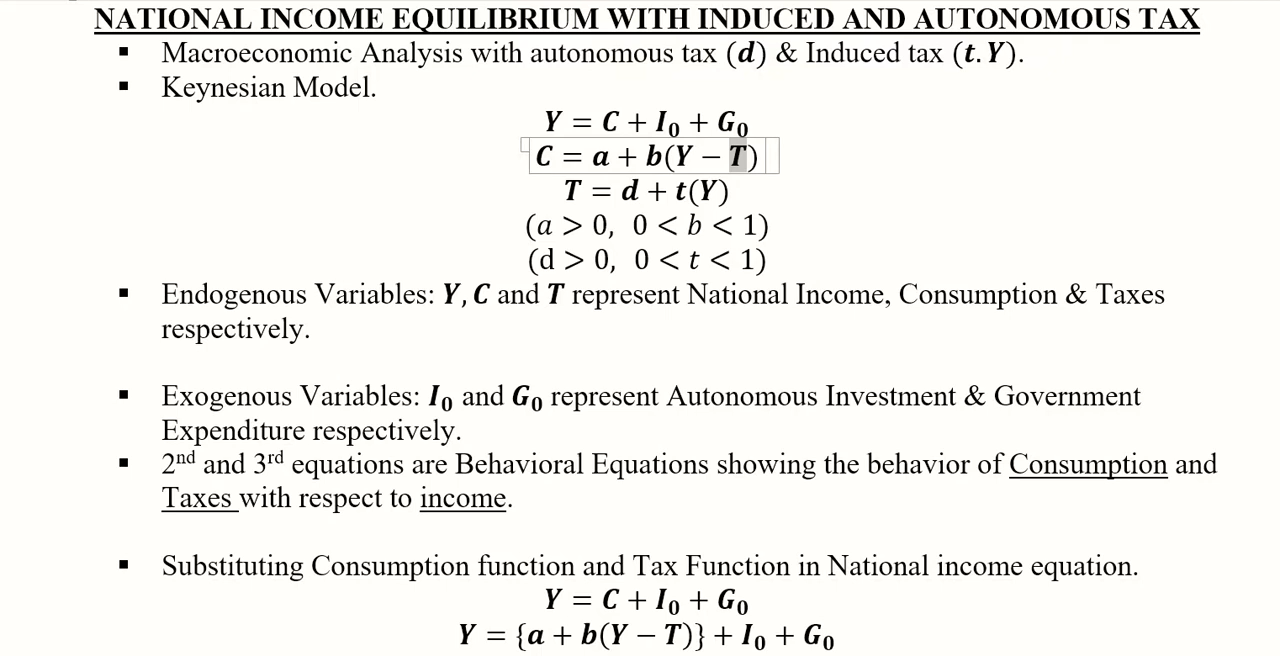 NATIONAL INCOME EQUILIBRIUM WITH INDUCED AND AUTONOMOUS TAX
▪ Macroeconomic Analysis with autonomous tax (d) & Induced tax (t.Y).
▪ Keynesian Model.
Y = C + I₀ + G₀
C = a + b(Y − T)
T = d + t(Y)
(a > 0, 0 < b < 1)
(d > 0, 0 < t < 1)
▪ Endogenous Variables: Y, C and T represent National Income, Consumption & Taxes
respectively.
▪ Exogenous Variables: I₀ and G₀ represent Autonomous Investment & Government
Expenditure respectively.
▪ 2ⁿᵈ and 3ʳᵈ equations are Behavioral Equations showing the behavior of Consumption and
Taxes with respect to income.
▪ Substituting Consumption function and Tax Function in National income equation.
Y = C + I₀ + G₀
Y = {a + b(Y − T)} + I₀ + G₀